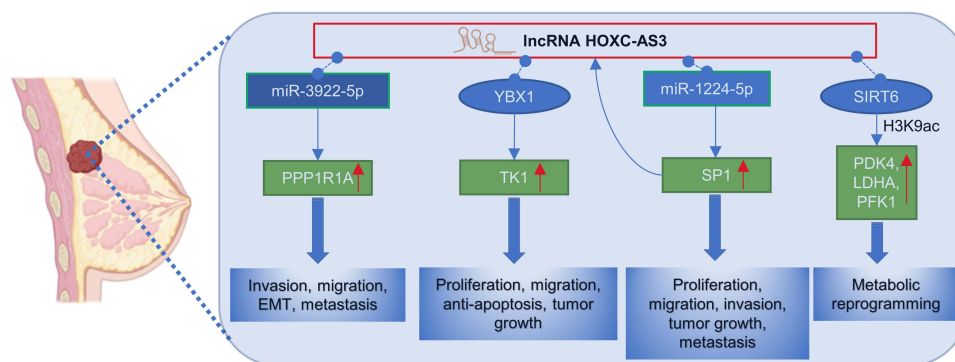 lncRNA HOXC-AS3
miR-3922-5p
YBX1
miR-1224-5p
SIRT6
H3K9ac
PPP1R1A
TK1
SP1
PDK4,
LDHA,
PFK1
Invasion, migration,
EMT, metastasis
Proliferation, migration,
anti-apoptosis, tumor
growth
Proliferation,
migration, invasion,
tumor growth,
metastasis
Metabolic
reprogramming